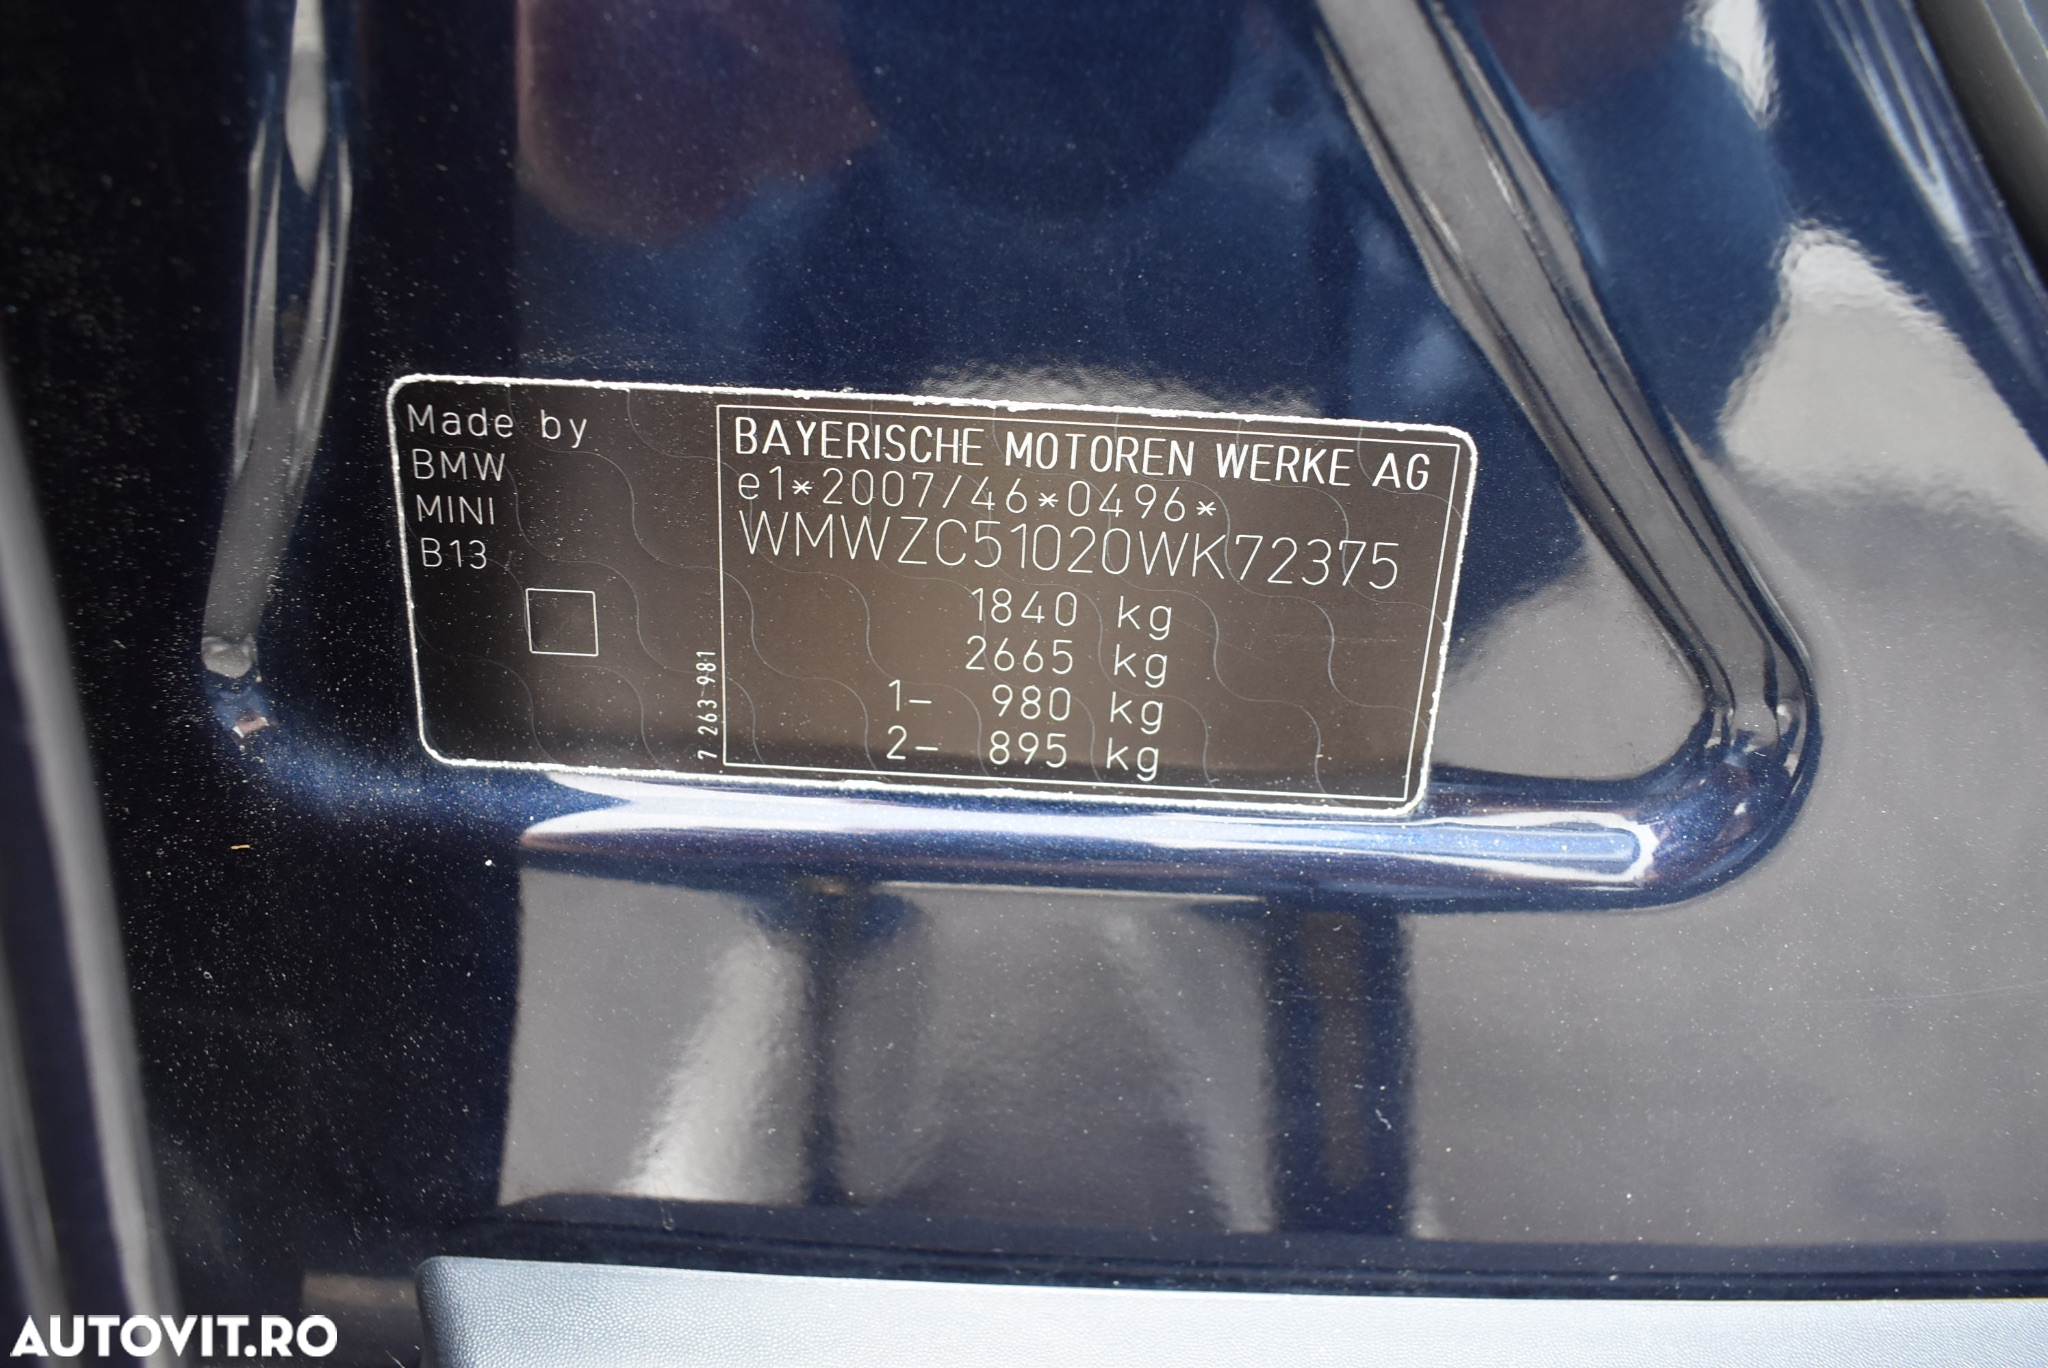 Made by
BMW
MINI
B13
7 263-981
BAYERISCHE MOTOREN WERKE AG
e1*2007/46*0496*
WMWZC51020WK72375
1840 kg
2665 kg
1- 980 kg
2- 895 kg
AUTOVIT.RO